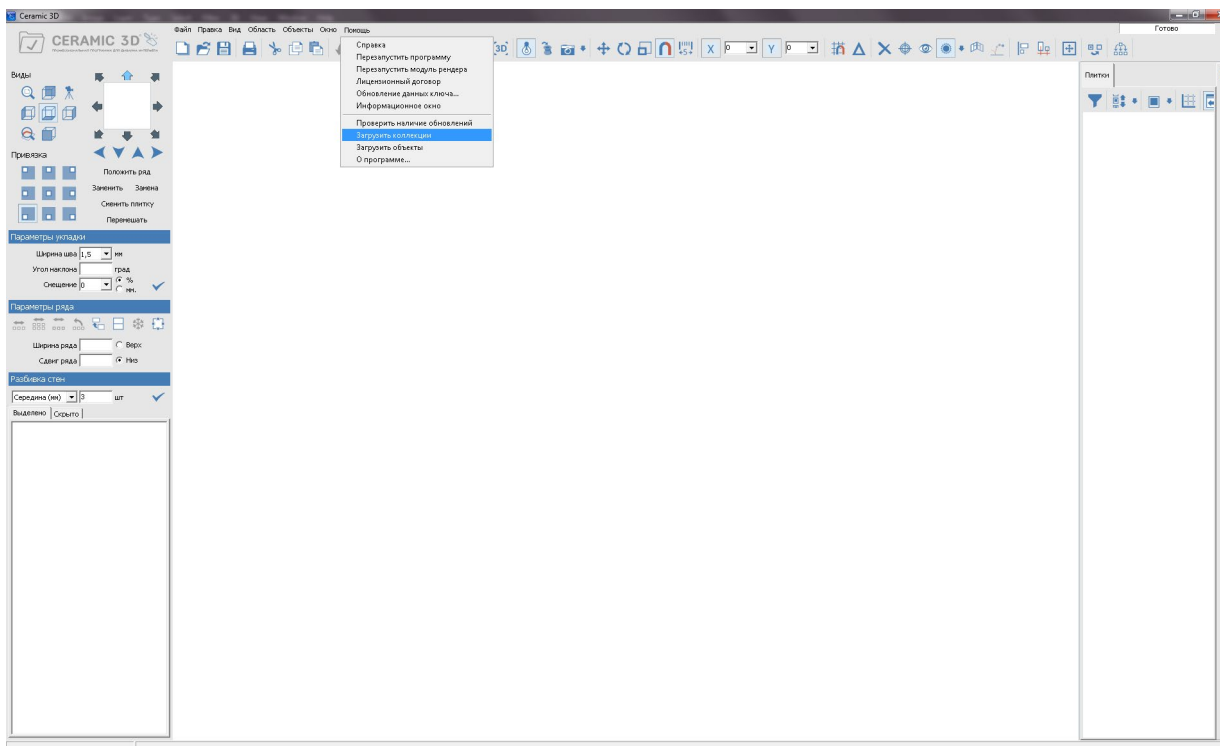 Ceramic 3D
CERAMIC 3D
Файл Правка Вид Область Объекты Окно Помощь
Готово
Справка
Перезапустить программу
Перезапустить модуль рендера
Лицензионный договор
Обновление данных ключа...
Информационное окно
Проверить наличие обновлений
Загрузить коллекции
Загрузить объекты
О программе...
3D
X 0 Y 0
Виды
Привязка
Положить ряд
Заменить Замена
Сменить плитку
Перемешать
Параметры укладки
Ширина шва 1,5 мм
Угол наклона град
Смещение 0 %
мм.
Параметры ряда
Ширина ряда Верх
Сдвиг ряда Низ
Разбивка стен
Середина (мм) 3 шт
Выделено Скрыто
Плитки